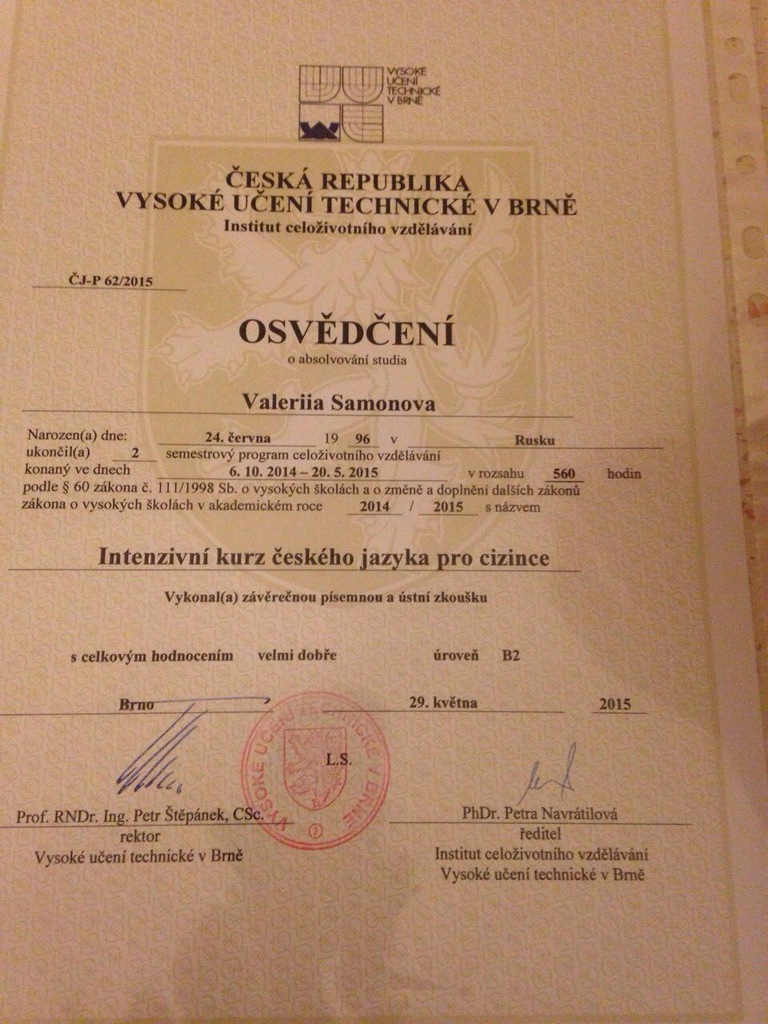 VYSOKÉ
UČENÍ
TECHNICKÉ
V BRNĚ
ČESKÁ REPUBLIKA
VYSOKÉ UČENÍ TECHNICKÉ V BRNĚ
Institut celoživotního vzdělávání
ČJ-P 62/2015
OSVĚDČENÍ
o absolvování studia
Valeriia Samonova
Narozen(a) dne: 24. června 19 96 v Rusku
ukončil(a) 2 semestrový program celoživotního vzdělávání
konaný ve dnech 6. 10. 2014 – 20. 5. 2015 v rozsahu 560 hodin
podle § 60 zákona č. 111/1998 Sb. o vysokých školách a o změně a doplnění dalších zákonů
zákona o vysokých školách v akademickém roce 2014 / 2015 s názvem
Intenzivní kurz českého jazyka pro cizince
Vykonal(a) závěrečnou písemnou a ústní zkoušku
s celkovým hodnocením velmi dobře úroveň B2
Brno 29. května 2015
VYSOKÉ UČENÍ TECHNICKÉ V BRNĚ
L.S.
Prof. RNDr. Ing. Petr Štěpánek, CSc. PhDr. Petra Navrátilová
rektor ředitel
Vysoké učení technické v Brně Institut celoživotního vzdělávání
Vysoké učení technické v Brně